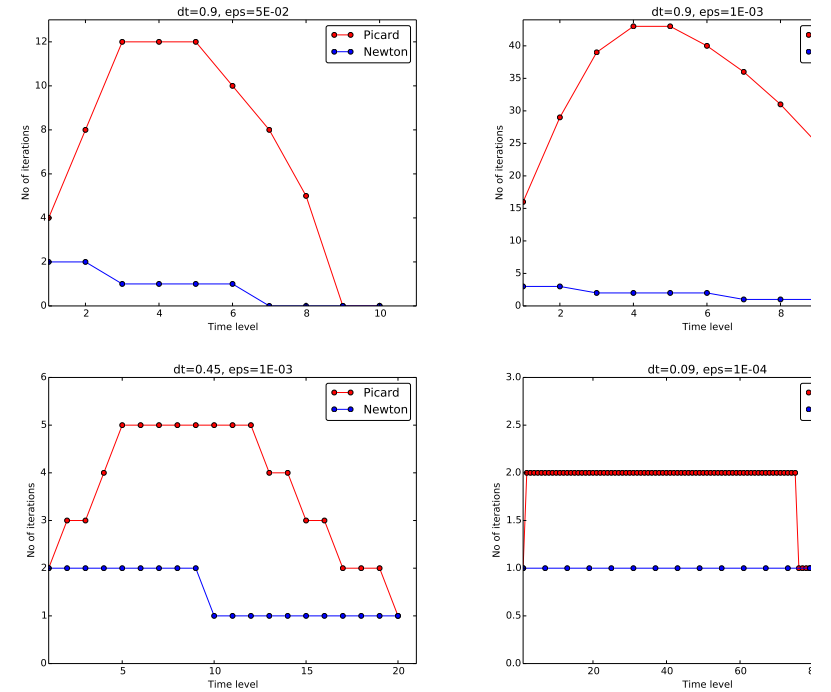 dt=0.9, eps=5E-02
No of iterations
12
10
8
6
4
2
0
Picard
Newton
2 4 6 8 10
Time level
dt=0.9, eps=1E-03
No of iterations
40
35
30
25
20
15
10
5
0
2 4 6 8
Time level
dt=0.45, eps=1E-03
No of iterations
6
5
4
3
2
1
0
Picard
Newton
5 10 15 20
Time level
dt=0.09, eps=1E-04
No of iterations
3.0
2.5
2.0
1.5
1.0
0.5
0.0
20 40 60 8
Time level